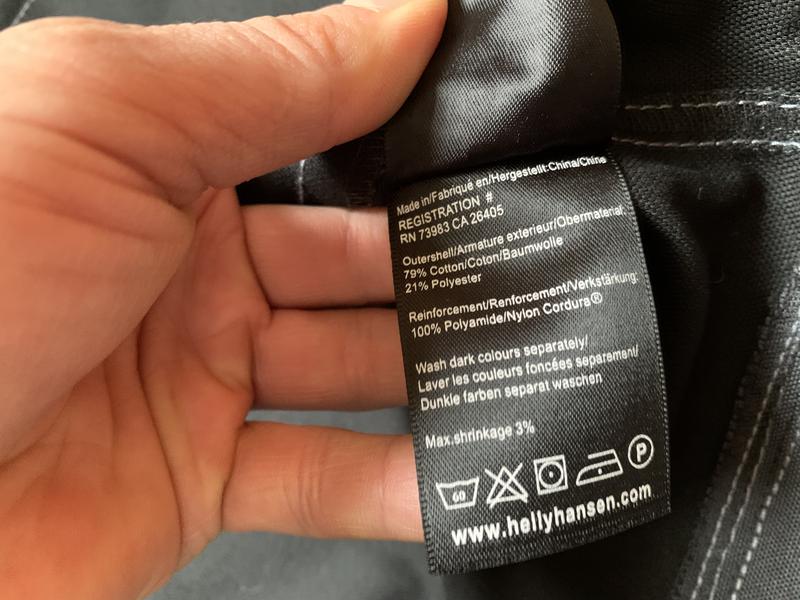 Made in/Fabriqué en/Hergestellt:China/Chine
REGISTRATION #
RN 73983 CA 26405
Outershell/Armature exterieur/Obermaterial:
79% Cotton/Coton/Baumwolle
21% Polyester
Reinforcement/Renforcement/Verkstärkung:
100% Polyamide/Nylon Cordura®
Wash dark colours separately/
Laver les couleurs foncées separement/
Dunkle farben separat waschen
Max.shrinkage 3%
60 P
www.hellyhansen.com